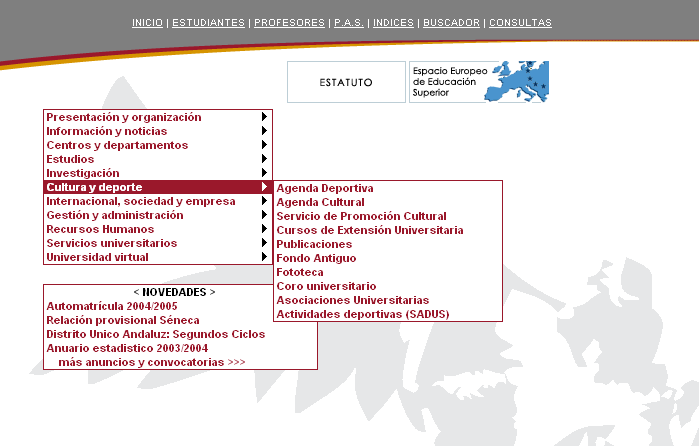 INICIO | ESTUDIANTES | PROFESORES | P.A.S. | INDICES | BUSCADOR | CONSULTAS
ESTATUTO
Espacio Europeo
de Educación
Superior
Presentación y organización
Información y noticias
Centros y departamentos
Estudios
Investigación
Cultura y deporte
Internacional, sociedad y empresa
Gestión y administración
Recursos Humanos
Servicios universitarios
Universidad virtual
Agenda Deportiva
Agenda Cultural
Servicio de Promoción Cultural
Cursos de Extensión Universitaria
Publicaciones
Fondo Antiguo
Fototeca
Coro universitario
Asociaciones Universitarias
Actividades deportivas (SADUS)
< NOVEDADES >
Automatrícula 2004/2005
Relación provisional Séneca
Distrito Unico Andaluz: Segundos Ciclos
Anuario estadistico 2003/2004
más anuncios y convocatorias >>>